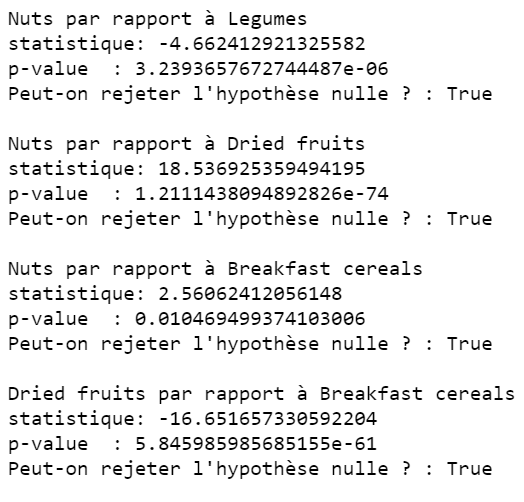 Nuts par rapport à Legumes
statistique: -4.662412921325582
p-value  : 3.2393657672744487e-06
Peut-on rejeter l'hypothèse nulle ? : True
Nuts par rapport à Dried fruits
statistique: 18.536925359494195
p-value  : 1.2111438094892826e-74
Peut-on rejeter l'hypothèse nulle ? : True
Nuts par rapport à Breakfast cereals
statistique: 2.56062412056148
p-value  : 0.010469499374103006
Peut-on rejeter l'hypothèse nulle ? : True
Dried fruits par rapport à Breakfast cereals
statistique: -16.651657330592204
p-value  : 5.845985985685155e-61
Peut-on rejeter l'hypothèse nulle ? : True